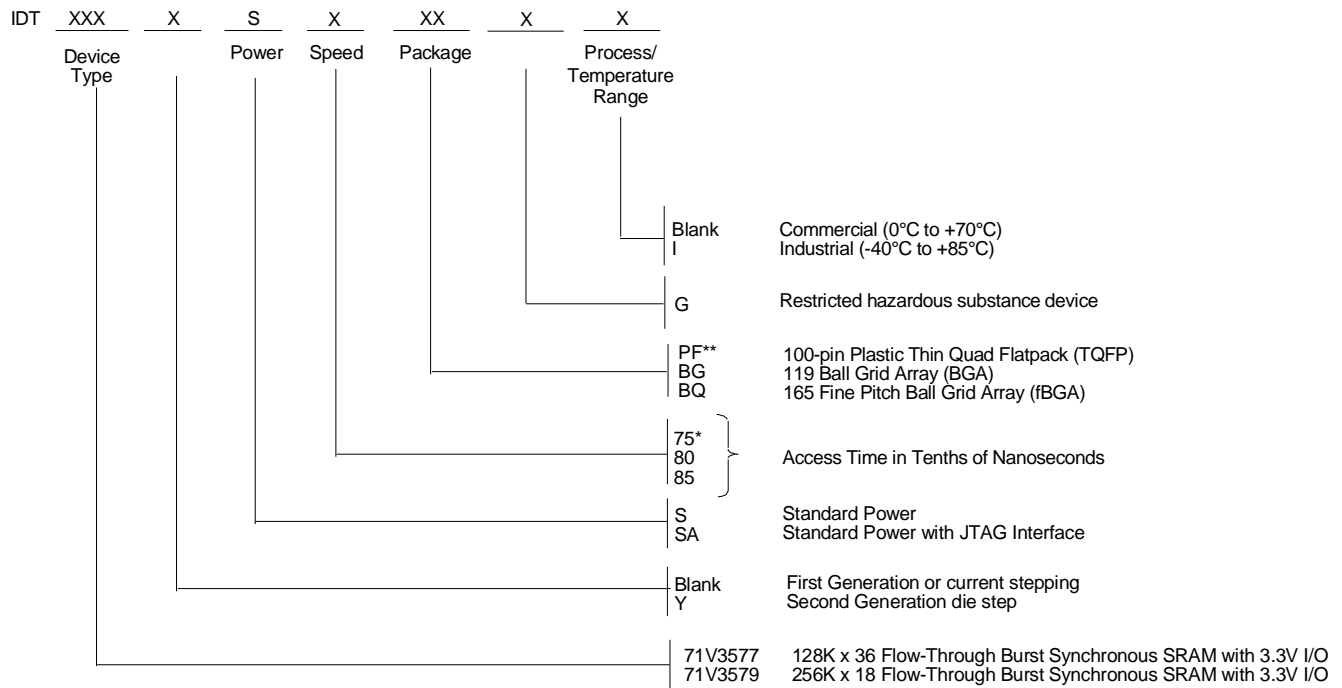 IDT XXX X S X XX X X
Device Type
Power
Speed
Package
Process/
Temperature
Range
Blank Commercial (0°C to +70°C)
I Industrial (-40°C to +85°C)
G Restricted hazardous substance device
PF** 100-pin Plastic Thin Quad Flatpack (TQFP)
BG 119 Ball Grid Array (BGA)
BQ 165 Fine Pitch Ball Grid Array (fBGA)
75*
80 Access Time in Tenths of Nanoseconds
85
S Standard Power
SA Standard Power with JTAG Interface
Blank First Generation or current stepping
Y Second Generation die step
71V3577 128K x 36 Flow-Through Burst Synchronous SRAM with 3.3V I/O
71V3579 256K x 18 Flow-Through Burst Synchronous SRAM with 3.3V I/O